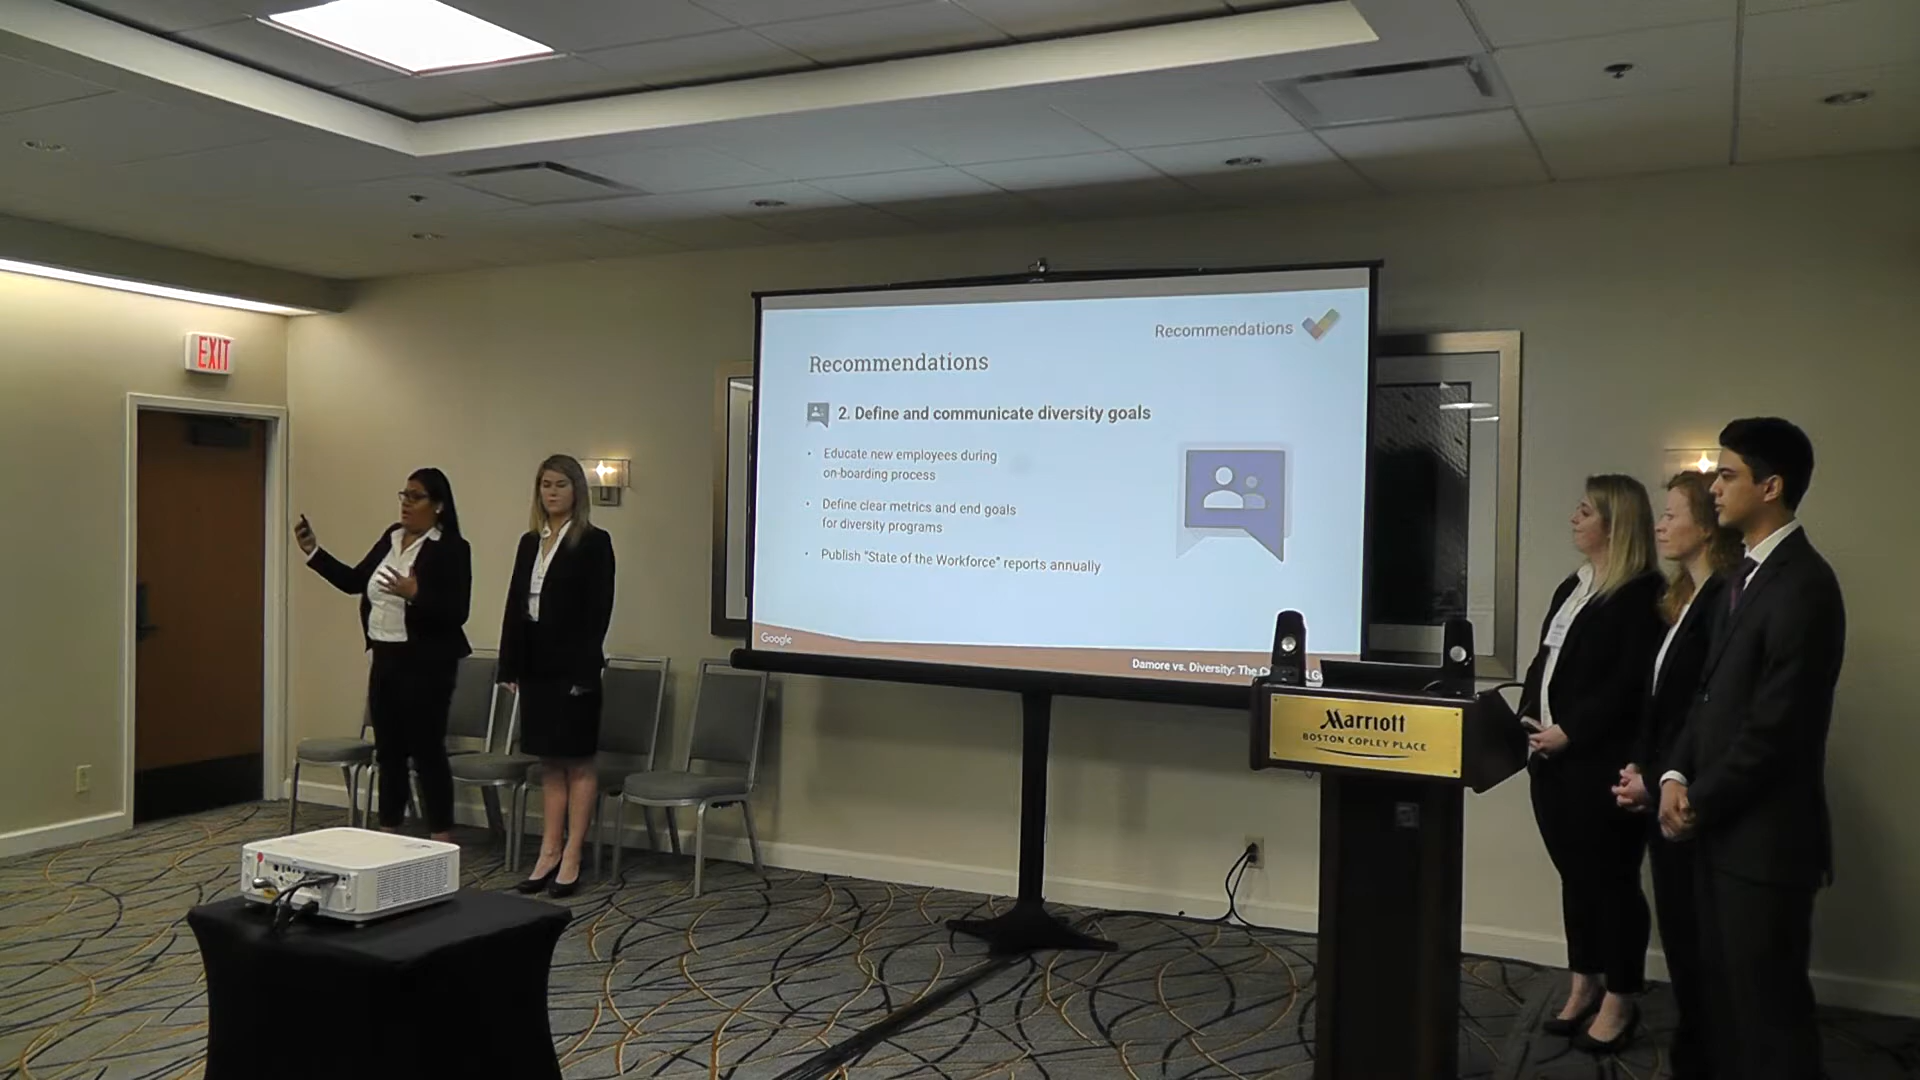 EXIT
Recommendations
Recommendations
2. Define and communicate diversity goals
• Educate new employees during
on-boarding process
• Define clear metrics and end goals
for diversity programs
• Publish “State of the Workforce” reports annually
Google
Damore vs. Diversity: The
Marriott
BOSTON COPLEY PLACE